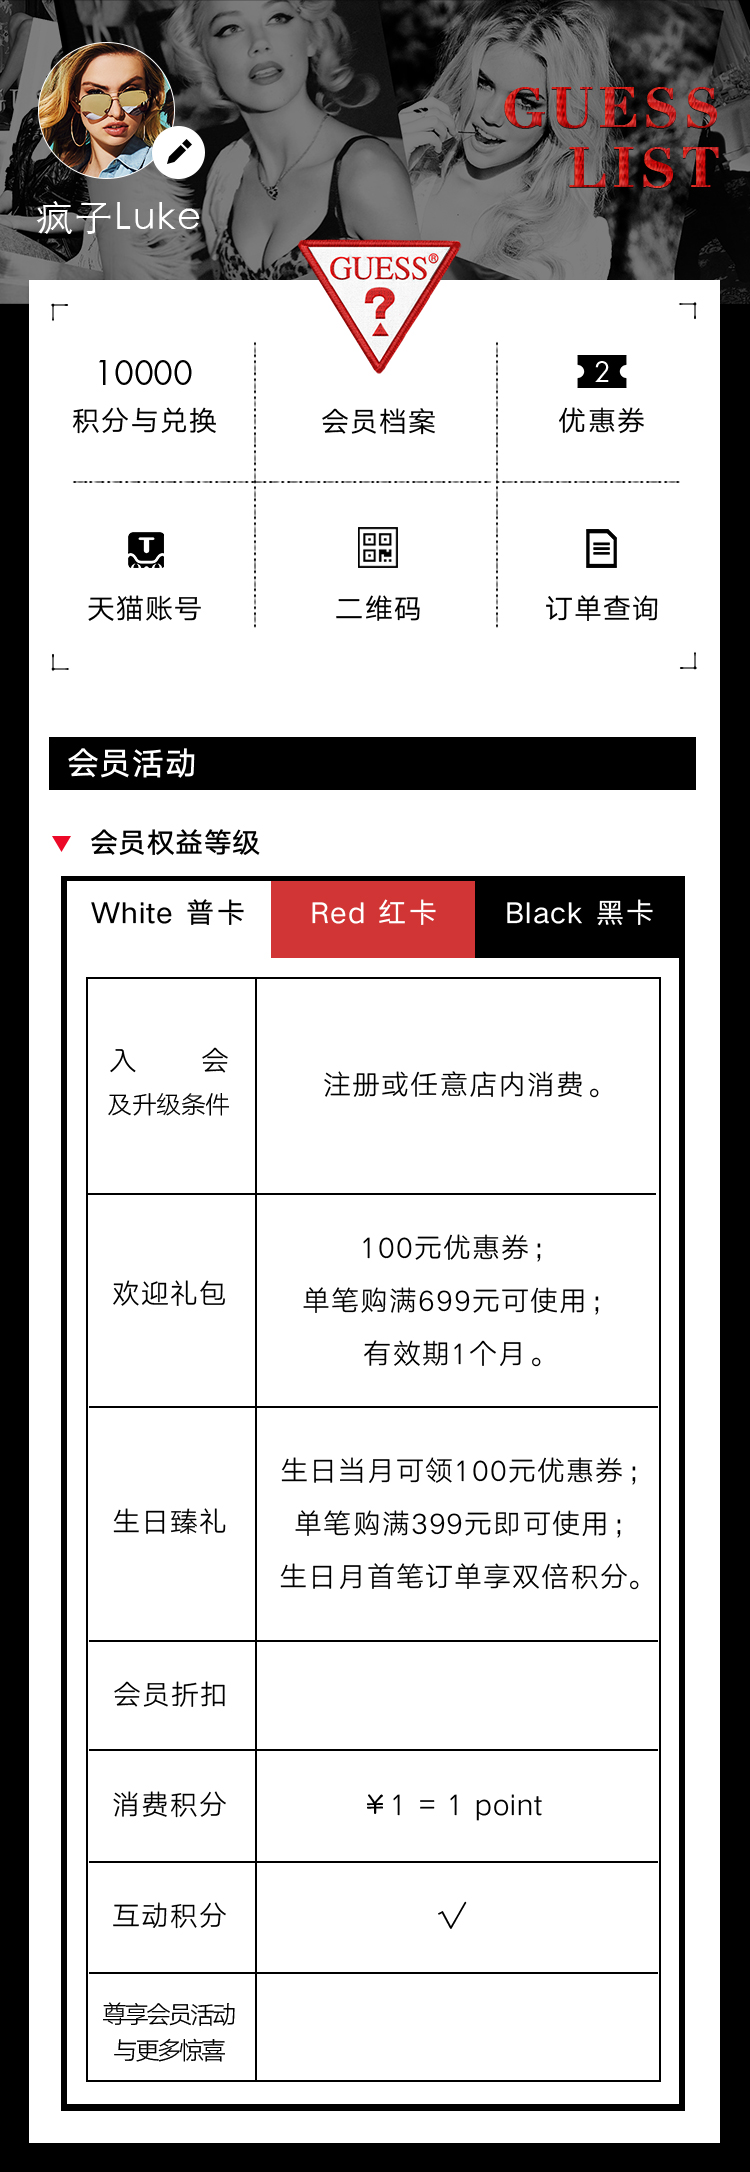 GUESS
LIST
疯子Luke
GUESS®
?
10000
2
积分与兑换
会员档案
优惠券
T
天猫账号
二维码
订单查询
会员活动
会员权益等级
White 普卡
Red 红卡
Black 黑卡
入 会
及升级条件
注册或任意店内消费。
欢迎礼包
100元优惠券；
单笔购满699元可使用；
有效期1个月。
生日臻礼
生日当月可领100元优惠券；
单笔购满399元即可使用；
生日月首笔订单享双倍积分。
会员折扣
消费积分
¥1 = 1 point
互动积分
√
尊享会员活动
与更多惊喜